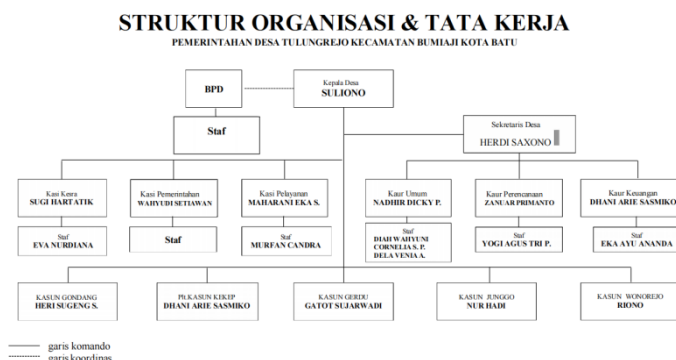 STRUKTUR ORGANISASI & TATA KERJA
PEMERINTAHAN DESA TULUNGREJO KECAMATAN BUMIAJI KOTA BATU
BPD
Kepala Desa
SULIONO
Staf
Sekretaris Desa
HERDI SAXONO
Kasi Kesra
SUGI HARTATIK
Kasi Pemerintahan
WAHYUDI SETIAWAN
Kasi Pelayanan
MAHARANI EKA S.
Kaur Umum
NADHIR DICKY P.
Kaur Perencanaan
ZANUAR PRIMANTO
Kaur Keuangan
DHANI ARIE SASMIKO
Staf
EVA NURDIANA
Staf
Staf
MURFAN CANDRA
Staf
DIAH WAHYUNI
CORNELIA S. P.
DELA VENIA A.
Staf
YOGI AGUS TRI P.
Staf
EKA AYU ANANDA
KASUN GONDANG
HERI SUGENG S.
Plt.KASUN KEKEP
DHANI ARIE SASMIKO
KASUN GERDU
GATOT SUJARWADI
KASUN JUNGGO
NUR HADI
KASUN WONOREJO
RIONO
garis komando
garis koordinas